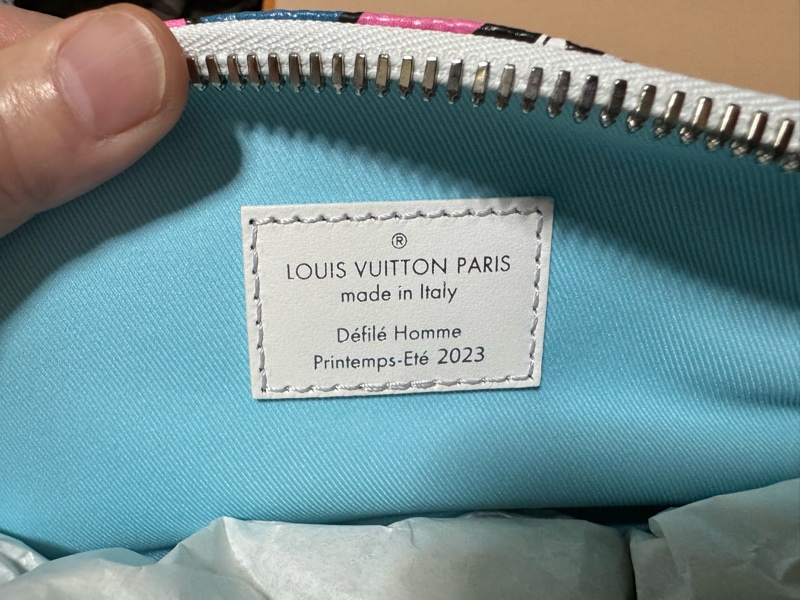 ®
LOUIS VUITTON PARIS
made in Italy
Défilé Homme
Printemps-Eté 2023